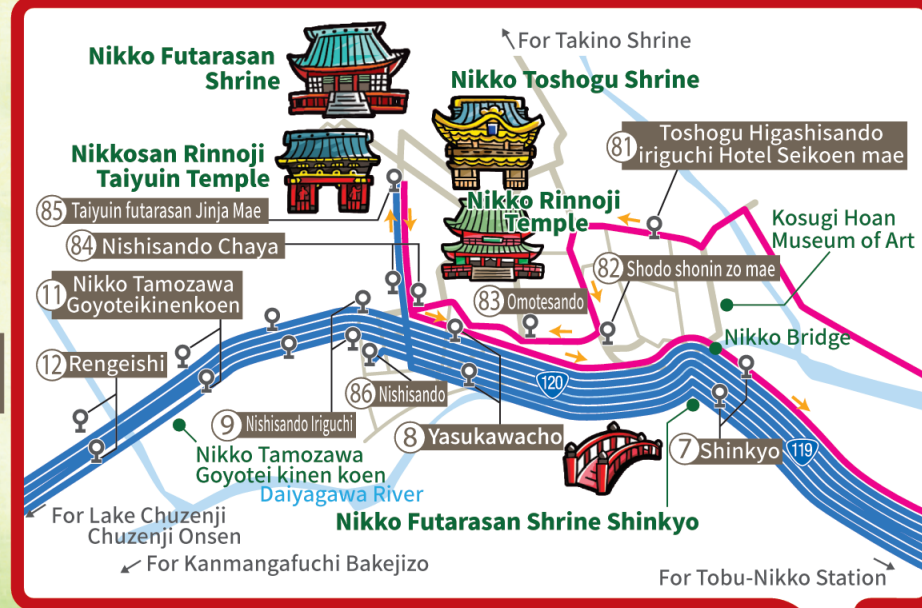 For Takino Shrine
Nikko Futarasan
Shrine
Nikko Toshogu Shrine
81 Toshogu Higashisando
iriguchi Hotel Seikoen mae
Nikkosan Rinnoji
Taiyuin Temple
Nikko Rinnoji
Temple
85 Taiyuin futarasan Jinja Mae
Kosugi Hoan
Museum of Art
84 Nishisando Chaya
82 Shodo shonin zo mae
11 Nikko Tamozawa
Goyoteikinenkoen
83 Omotesando
Nikko Bridge
12 Rengeishi
86 Nishisando
120
9 Nishisando Iriguchi
8 Yasukawacho
7 Shinkyo
119
Nikko Tamozawa
Goyotei kinen koen
Daiyagawa River
For Lake Chuzenji
Chuzenji Onsen
Nikko Futarasan Shrine Shinkyo
For Kanmangafuchi Bakejizo
For Tobu-Nikko Station